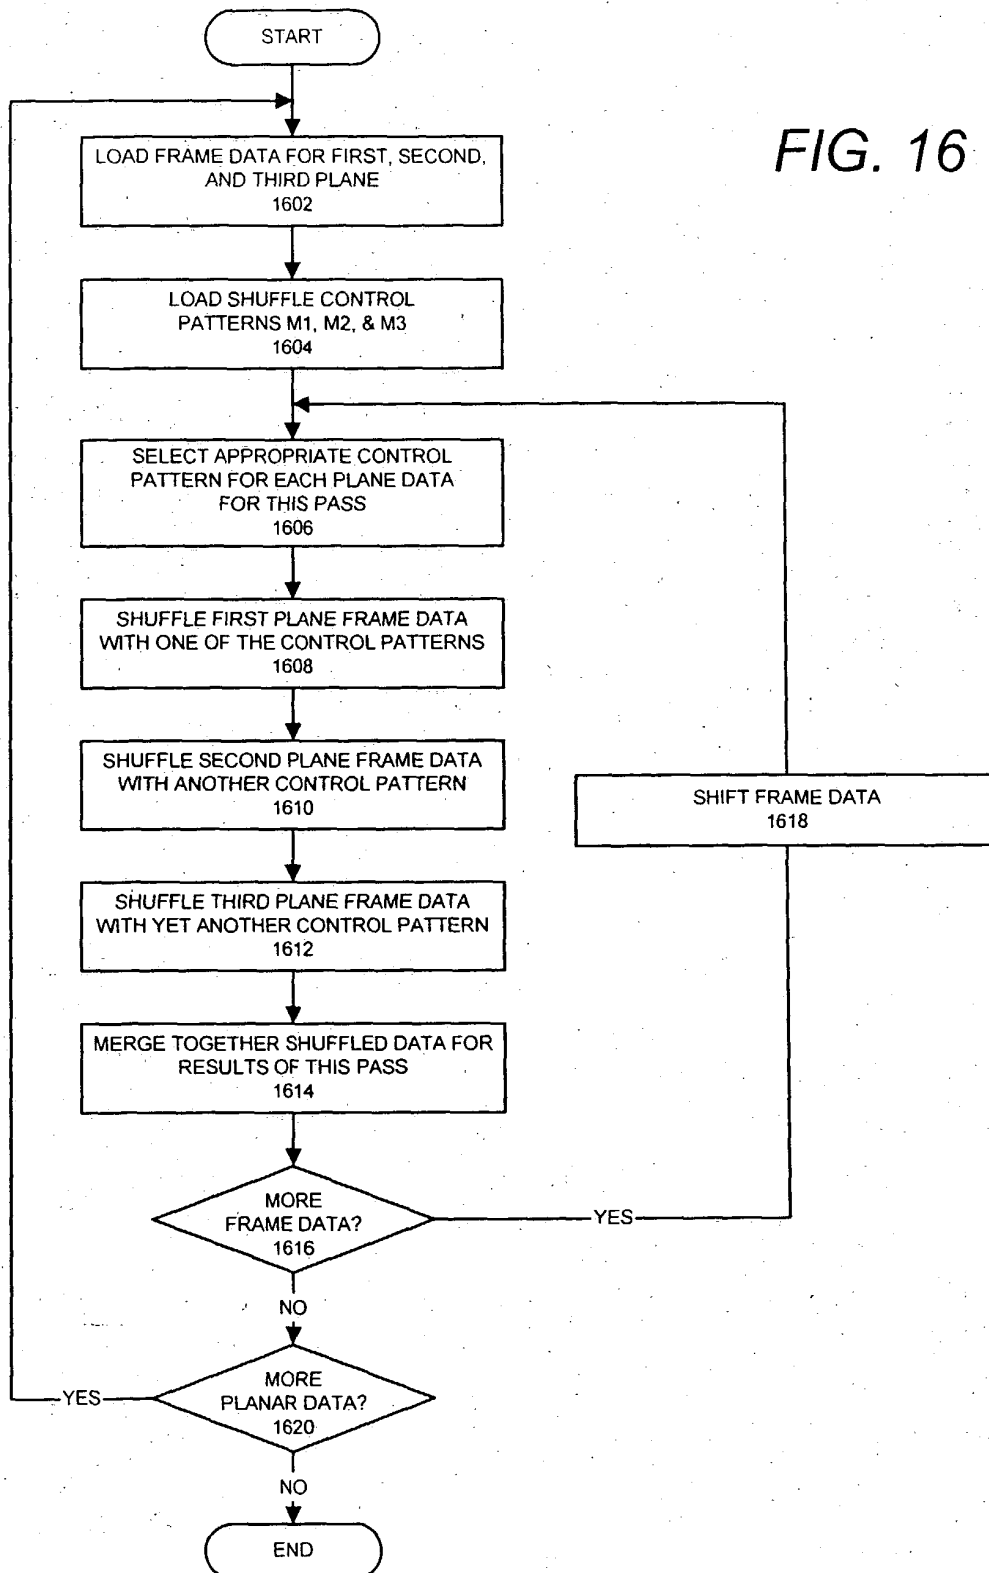 START
FIG. 16
LOAD FRAME DATA FOR FIRST, SECOND,
AND THIRD PLANE
1602
LOAD SHUFFLE CONTROL
PATTERNS M1, M2, & M3
1604
SELECT APPROPRIATE CONTROL
PATTERN FOR EACH PLANE DATA
FOR THIS PASS
1606
SHUFFLE FIRST PLANE FRAME DATA
WITH ONE OF THE CONTROL PATTERNS
1608
SHUFFLE SECOND PLANE FRAME DATA
WITH ANOTHER CONTROL PATTERN
1610
SHIFT FRAME DATA
1618
SHUFFLE THIRD PLANE FRAME DATA
WITH YET ANOTHER CONTROL PATTERN
1612
MERGE TOGETHER SHUFFLED DATA FOR
RESULTS OF THIS PASS
1614
MORE
FRAME DATA?
1616
YES
NO
MORE
PLANAR DATA?
1620
YES
NO
END